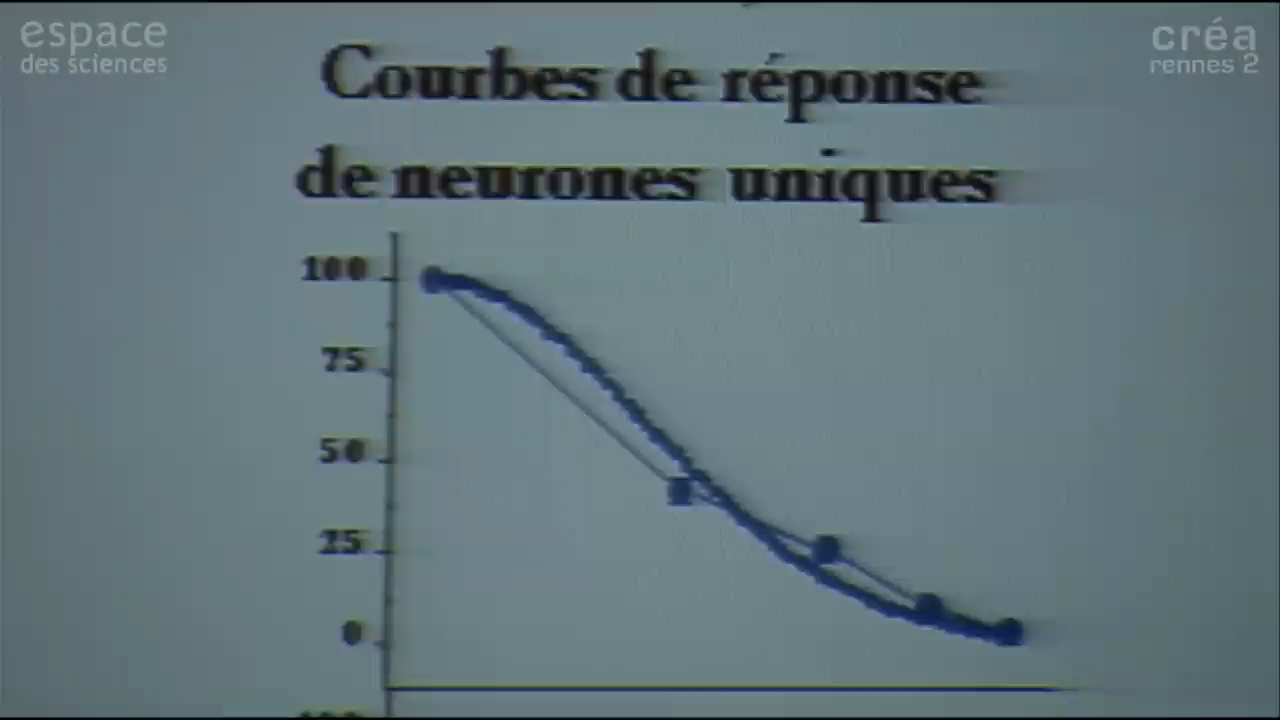 espace
des sciences
créa
rennes 2
Courbes de réponse
de neurones uniques
100
75
50
25
0